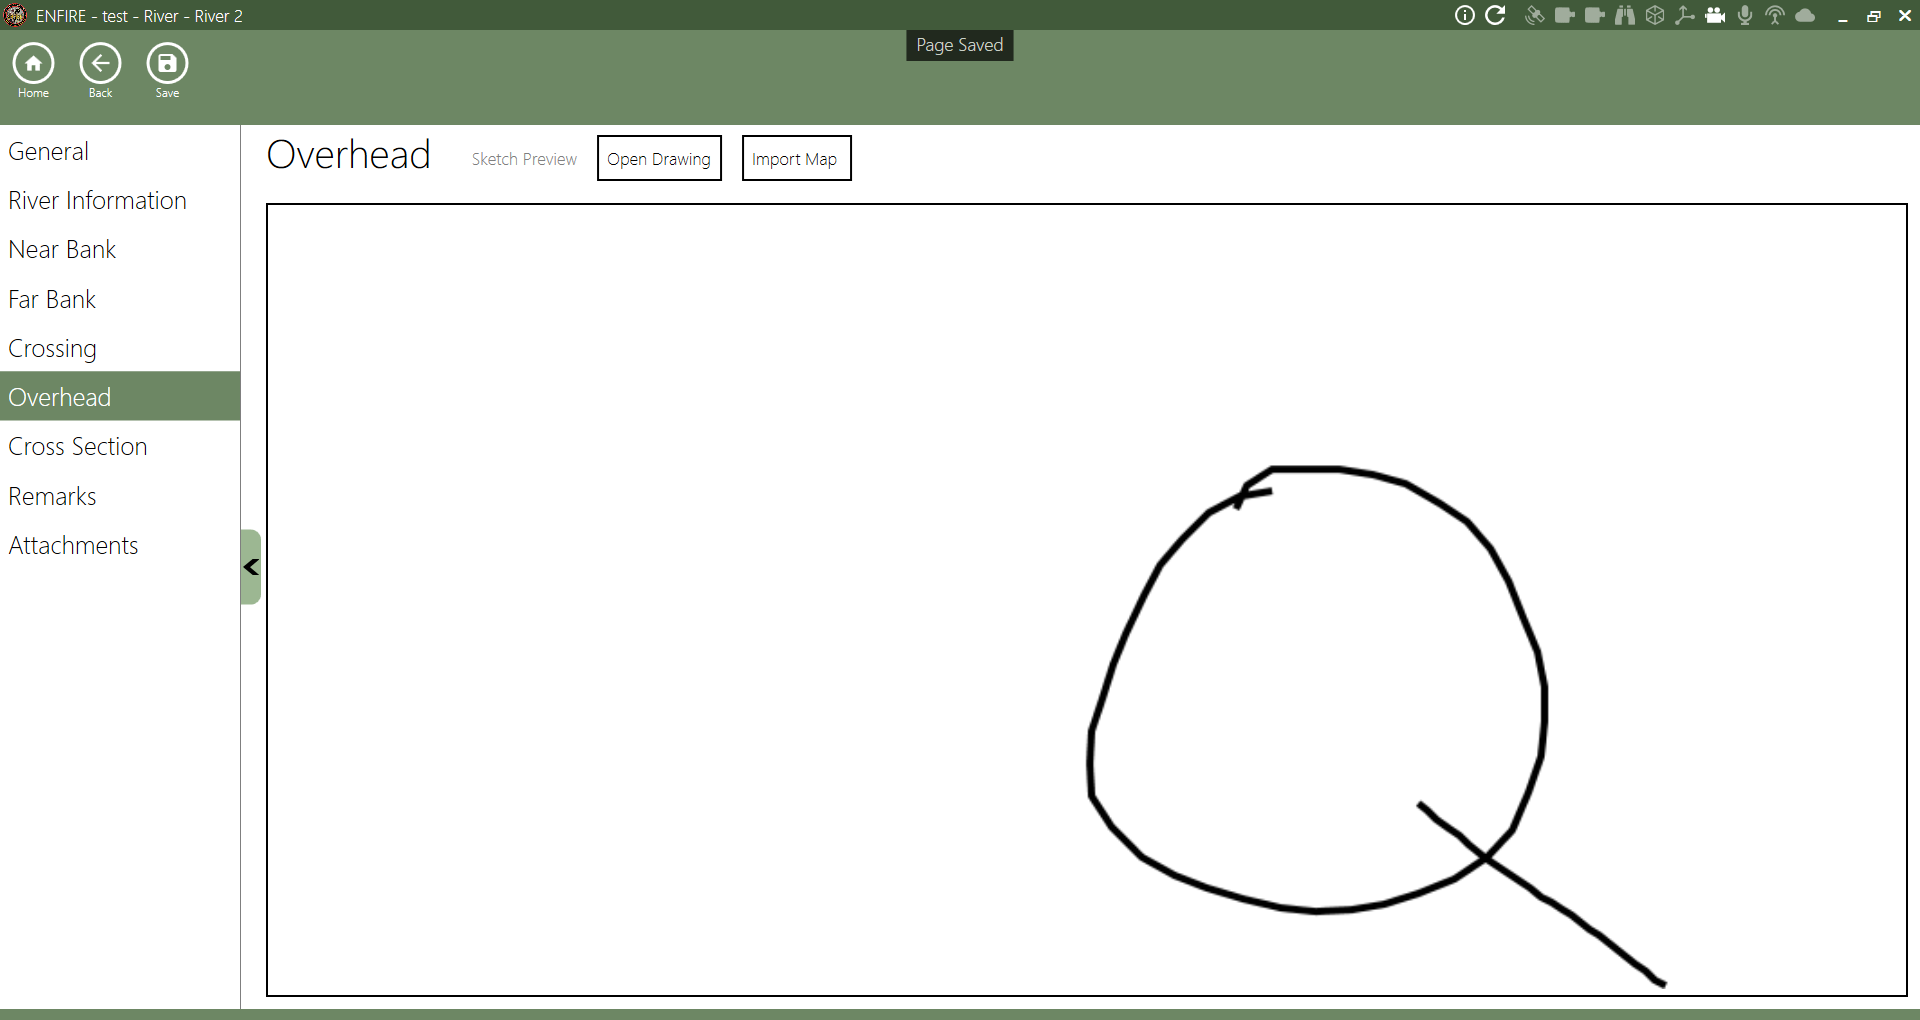 ENFIRE - test - River - River 2
Page Saved
Home Back Save
General
River Information
Near Bank
Far Bank
Crossing
Overhead
Cross Section
Remarks
Attachments
Overhead Sketch Preview Open Drawing Import Map